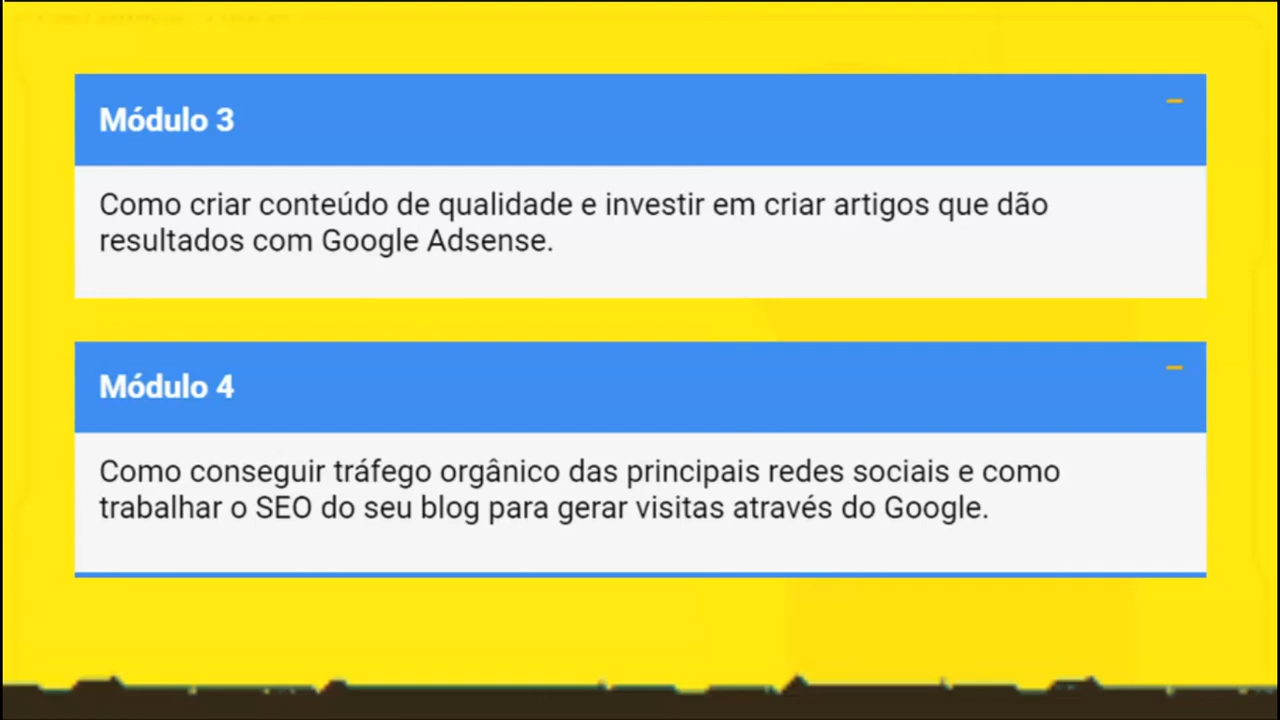 Módulo 3
Como criar conteúdo de qualidade e investir em criar artigos que dão
resultados com Google Adsense.
Módulo 4
Como conseguir tráfego orgânico das principais redes sociais e como
trabalhar o SEO do seu blog para gerar visitas através do Google.